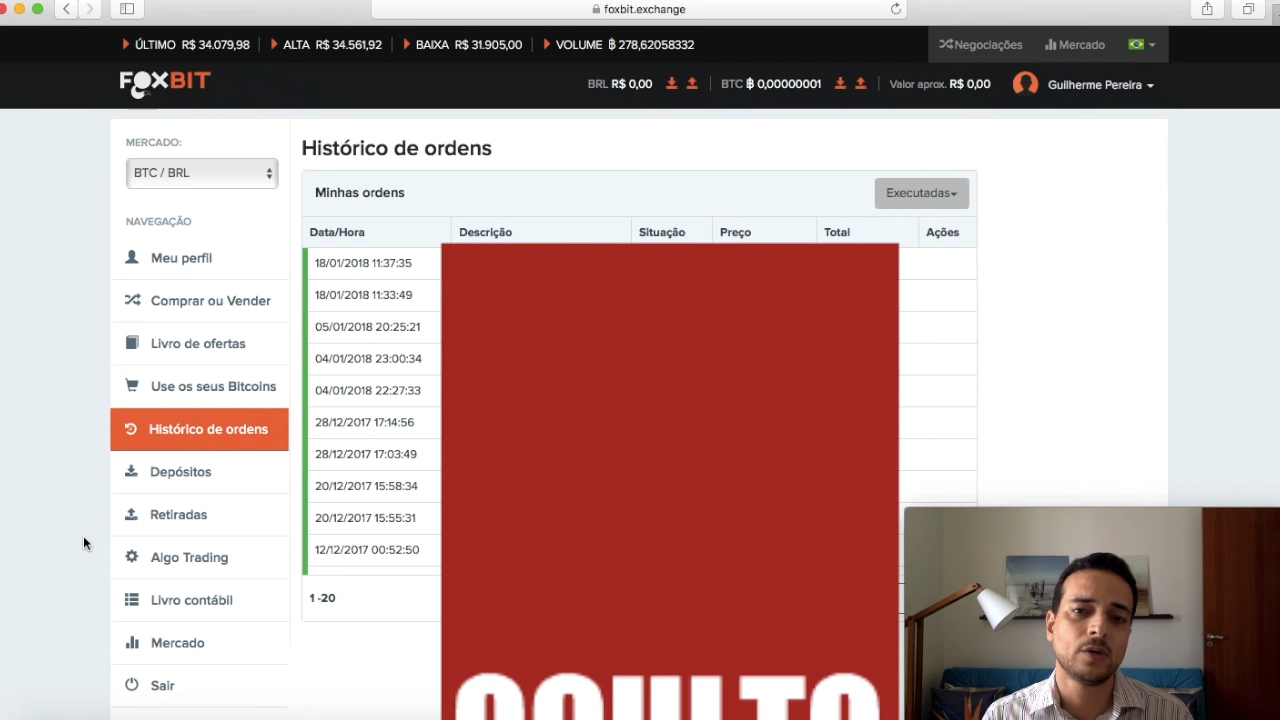 foxbit.exchange
ÚLTIMO R$ 34.079,98 ALTA R$ 34.561,92 BAIXA R$ 31.905,00 VOLUME ฿ 278,62058332 Negociações Mercado
FOXBIT BRL R$ 0,00 BTC ฿ 0,00000001 Valor aprox. R$ 0,00 Guilherme Pereira
MERCADO:
BTC / BRL
NAVEGAÇÃO
Meu perfil
Comprar ou Vender
Livro de ofertas
Use os seus Bitcoins
Histórico de ordens
Depósitos
Retiradas
Algo Trading
Livro contábil
Mercado
Sair
Histórico de ordens
Minhas ordens Executadas
Data/Hora Descrição Situação Preço Total Ações
18/01/2018 11:37:35
18/01/2018 11:33:49
05/01/2018 20:25:21
04/01/2018 23:00:34
04/01/2018 22:27:33
28/12/2017 17:14:56
28/12/2017 17:03:49
20/12/2017 15:58:34
20/12/2017 15:55:31
12/12/2017 00:52:50
1 -20
OCULTO